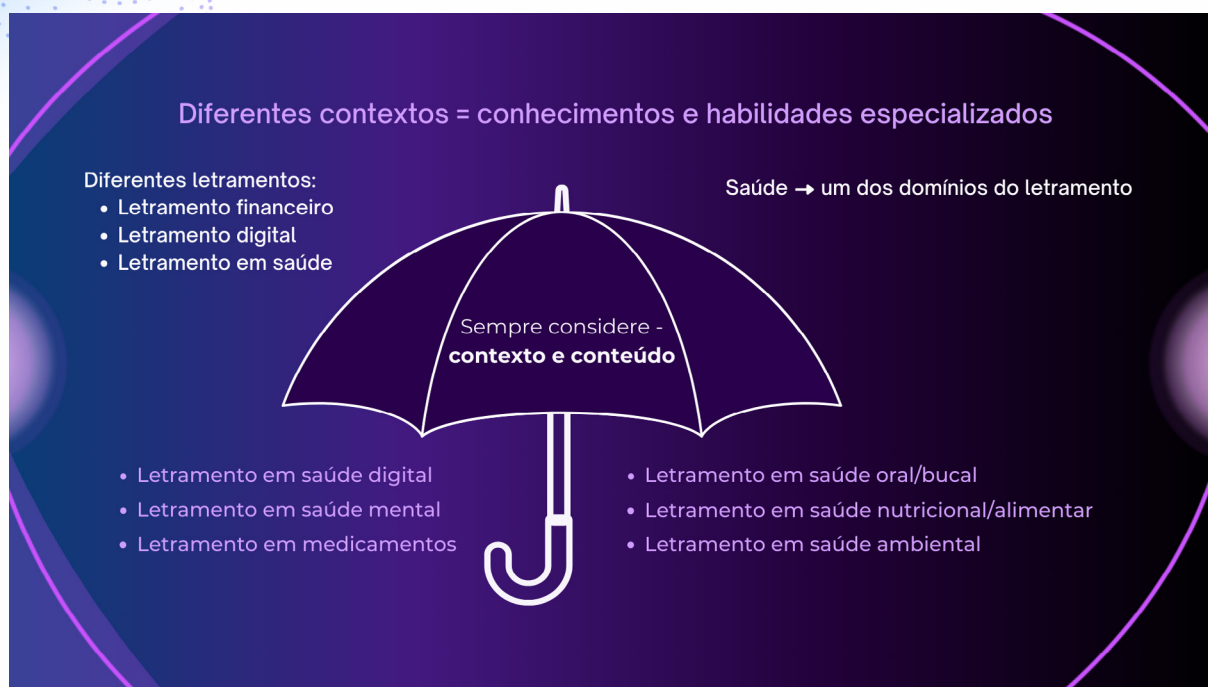 Diferentes contextos = conhecimentos e habilidades especializados
Diferentes letramentos:
• Letramento financeiro
• Letramento digital
• Letramento em saúde
Saúde → um dos domínios do letramento
Sempre considere -
contexto e conteúdo
• Letramento em saúde digital
• Letramento em saúde mental
• Letramento em medicamentos
• Letramento em saúde oral/bucal
• Letramento em saúde nutricional/alimentar
• Letramento em saúde ambiental